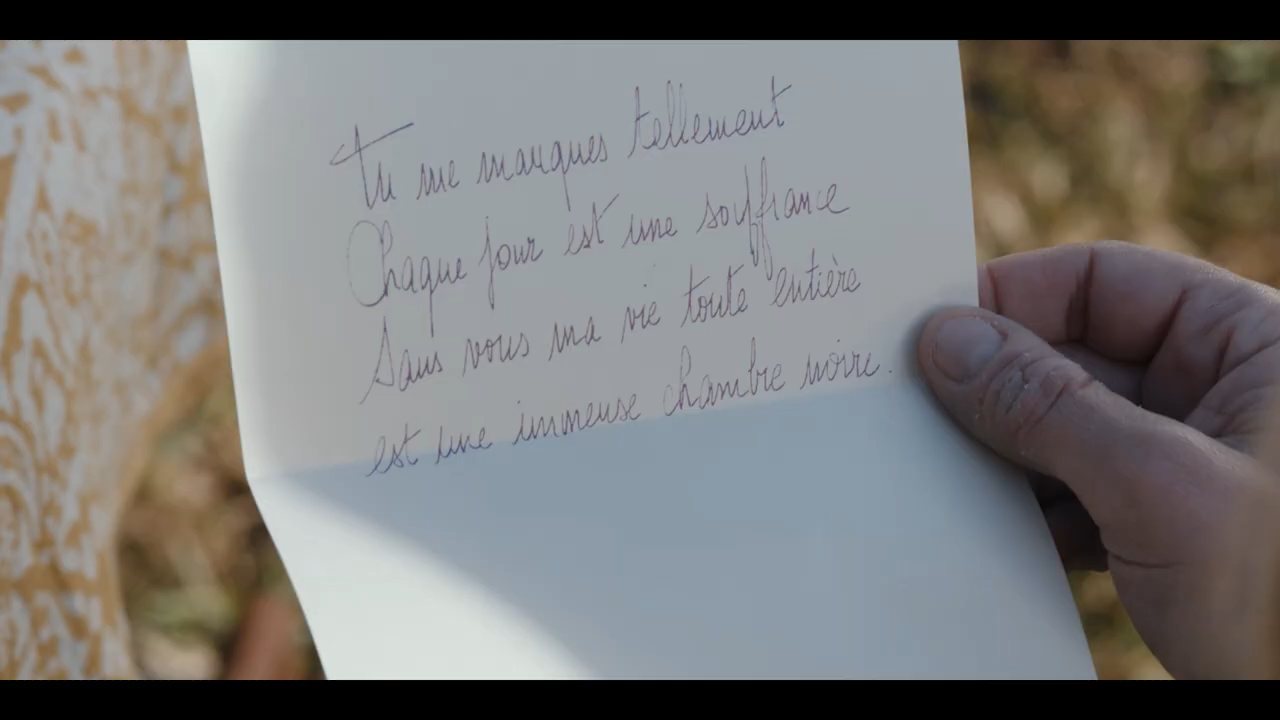 Tu me manques tellement
Chaque jour est une souffrance
Sans vous ma vie toute entière
est une immense chambre noire.